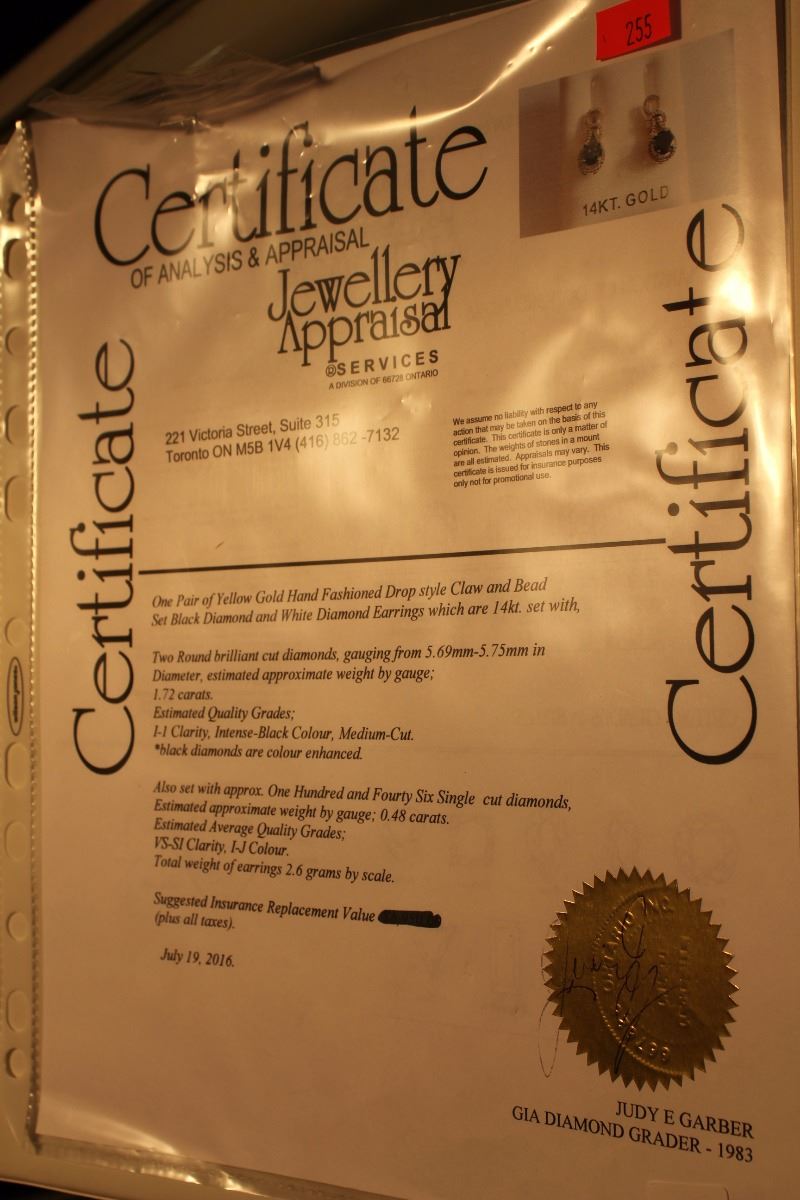 255
14KT. GOLD
Certificate
OF ANALYSIS & APPRAISAL
Jewellery
Appraisal
@SERVICES
A DIVISION OF 66728 ONTARIO
Certificate
Certificate
221 Victoria Street, Suite 315
Toronto ON M5B 1V4 (416) 862 -7132
We assume no liability with respect to any
action that may be taken on the basis of this
certificate. This certificate is only a matter of
opinion. The weights of stones in a mount
are all estimated. Appraisals may vary. This
certificate is issued for insurance purposes
only not for promotional use.
One Pair of Yellow Gold Hand Fashioned Drop style Claw and Bead
Set Black Diamond and White Diamond Earrings which are 14kt. set with,
Two Round brilliant cut diamonds, gauging from 5.69mm-5.75mm in
Diameter, estimated approximate weight by gauge;
1.72 carats.
Estimated Quality Grades;
I-1 Clarity, Intense-Black Colour, Medium-Cut.
*black diamonds are colour enhanced.
Also set with approx. One Hundred and Fourty Six Single cut diamonds,
Estimated approximate weight by gauge; 0.48 carats.
Estimated Average Quality Grades;
VS-SI Clarity, I-J Colour.
Total weight of earrings 2.6 grams by scale.
Suggested Insurance Replacement Value
(plus all taxes).
July 19, 2016.
JUDY E GARBER
GIA DIAMOND GRADER - 1983